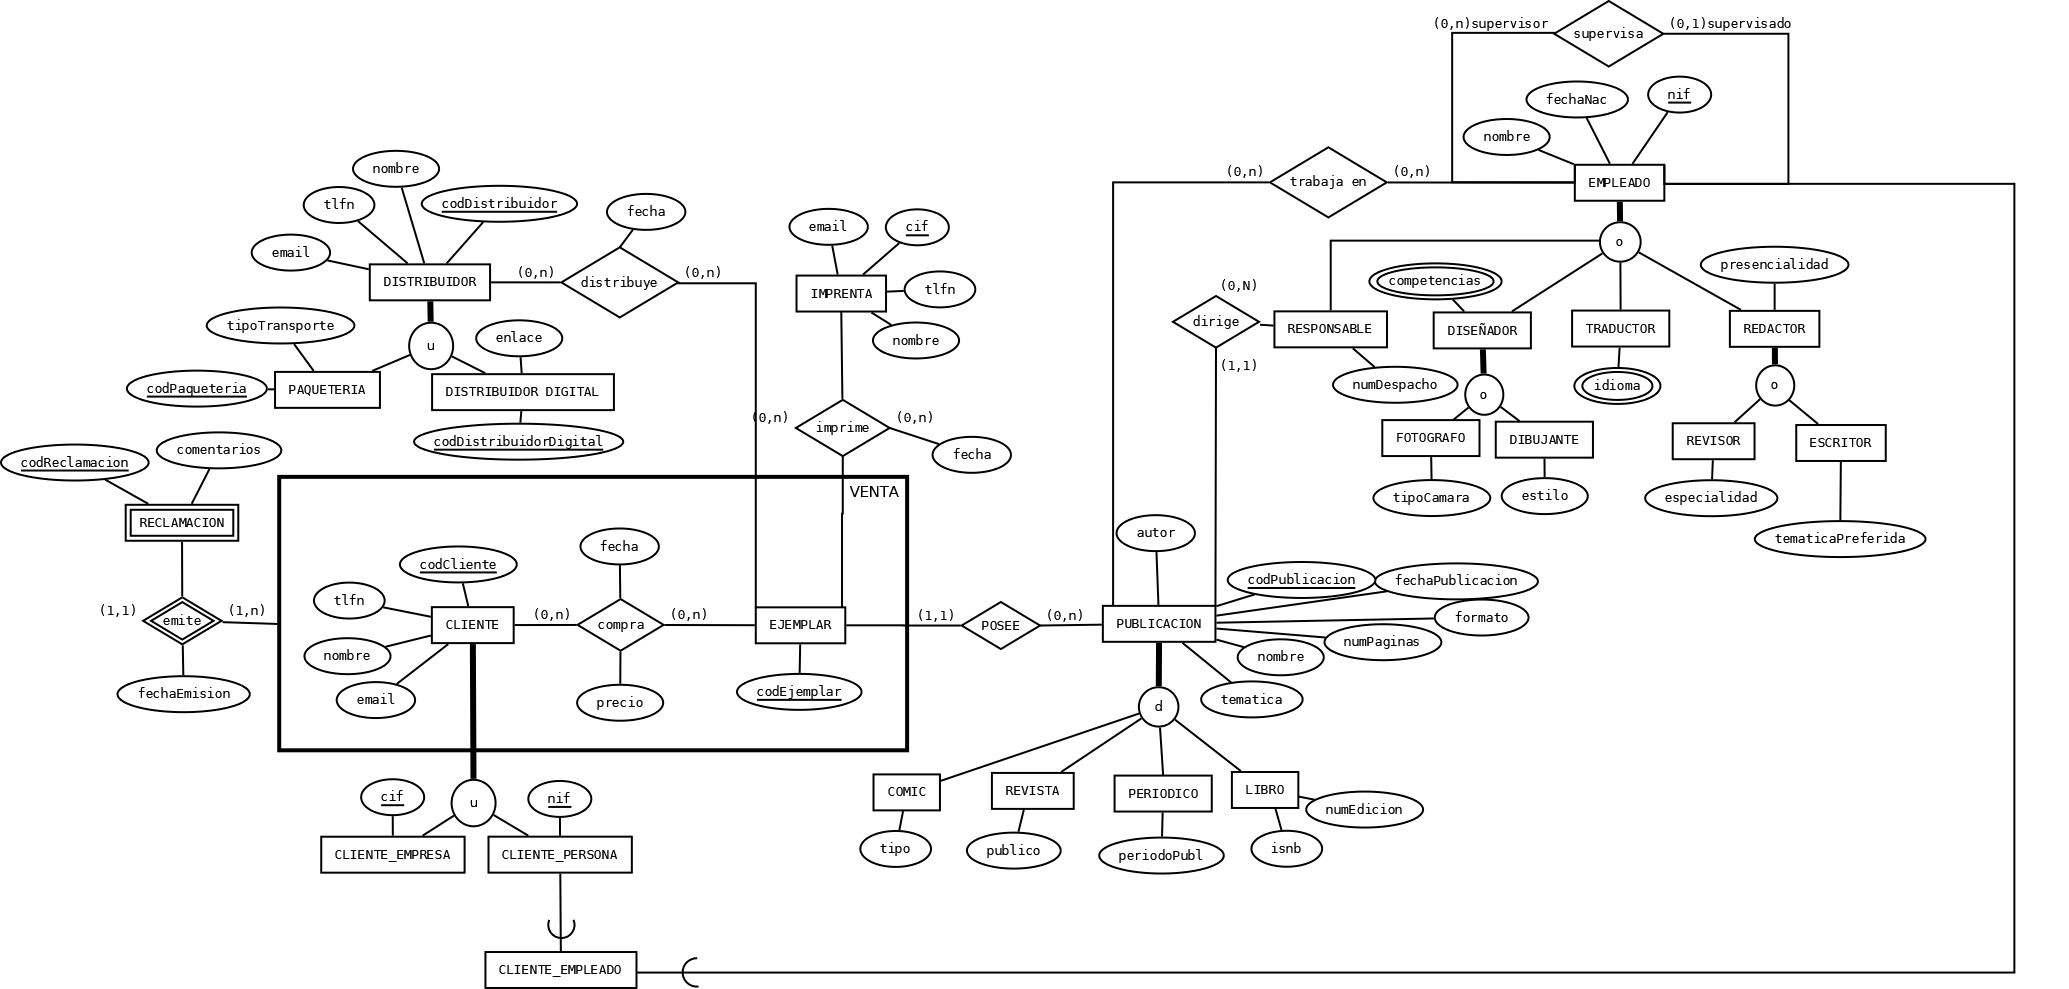 (0,n)supervisor
supervisa
(0,1)supervisado
fechaNac
nif
nombre
(0,n)
trabaja en
(0,n)
EMPLEADO
o
nombre
tlfn
codDistribuidor
email
DISTRIBUIDOR
(0,n)
fecha
distribuye
(0,n)
u
tipoTransporte
enlace
codPaqueteria
PAQUETERIA
DISTRIBUIDOR DIGITAL
codDistribuidorDigital
email
cif
IMPRENTA
tlfn
nombre
(0,n)
imprime
(0,n)
fecha
(0,N)
dirige
(1,1)
RESPONSABLE
numDespacho
competencias
DISEÑADOR
o
FOTOGRAFO
DIBUJANTE
tipoCamara
estilo
TRADUCTOR
idioma
presencialidad
REDACTOR
o
REVISOR
ESCRITOR
especialidad
tematicaPreferida
codReclamacion
comentarios
RECLAMACION
(1,1)
emite
(1,n)
fechaEmision
VENTA
codCliente
tlfn
CLIENTE
nombre
email
(0,n)
fecha
compra
(0,n)
precio
EJEMPLAR
codEjemplar
(1,1)
POSEE
(0,n)
autor
PUBLICACION
codPublicacion
fechaPublicacion
formato
numPaginas
nombre
tematica
d
COMIC
REVISTA
PERIODICO
LIBRO
numEdicion
tipo
publico
periodoPubl
isnb
cif
u
nif
CLIENTE_EMPRESA
CLIENTE_PERSONA
CLIENTE_EMPLEADO